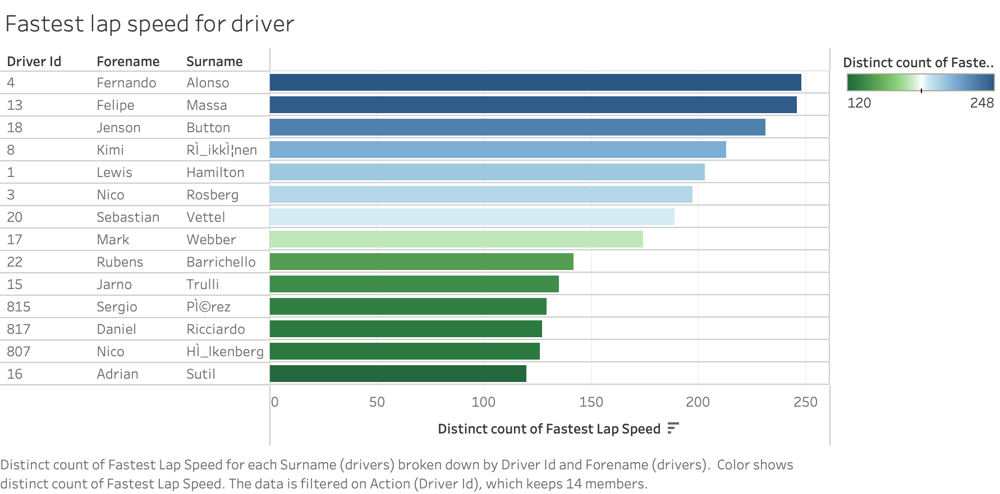 Fastest lap speed for driver
Driver Id Forename Surname
Distinct count of Faste..
120 248
4 Fernando Alonso
13 Felipe Massa
18 Jenson Button
8 Kimi RÌ_ikkÌ¦nen
1 Lewis Hamilton
3 Nico Rosberg
20 Sebastian Vettel
17 Mark Webber
22 Rubens Barrichello
15 Jarno Trulli
815 Sergio PÌ©rez
817 Daniel Ricciardo
807 Nico HÌ_lkenberg
16 Adrian Sutil
0 50 100 150 200 250
Distinct count of Fastest Lap Speed
Distinct count of Fastest Lap Speed for each Surname (drivers) broken down by Driver Id and Forename (drivers).  Color shows
distinct count of Fastest Lap Speed. The data is filtered on Action (Driver Id), which keeps 14 members.